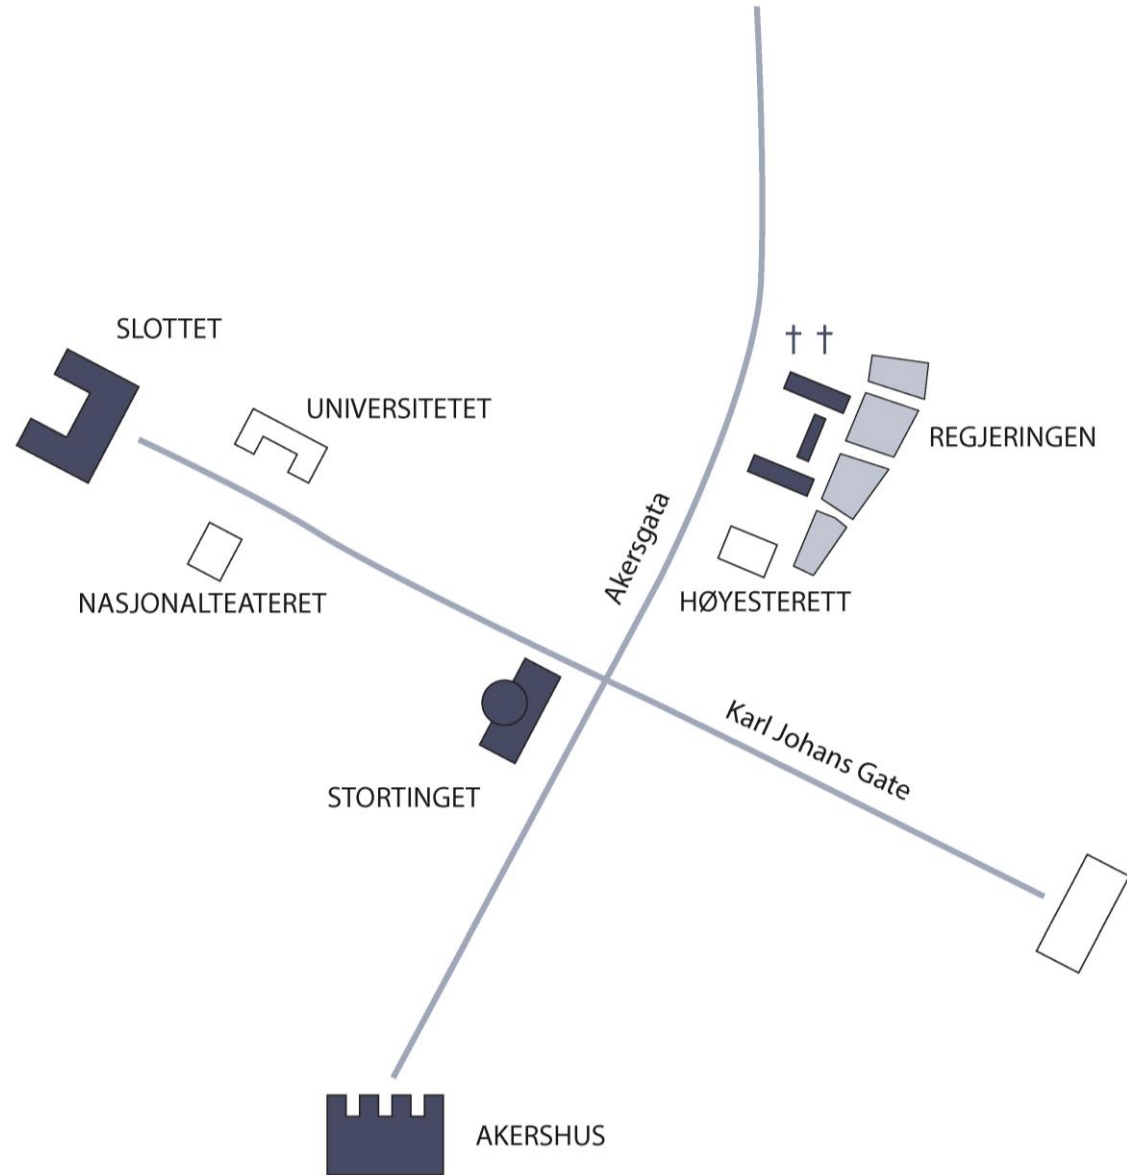 SLOTTET
UNIVERSITETET
REGJERINGEN
Akersgata
NASJONALTEATERET
HØYESTERETT
Karl Johans Gate
STORTINGET
AKERSHUS